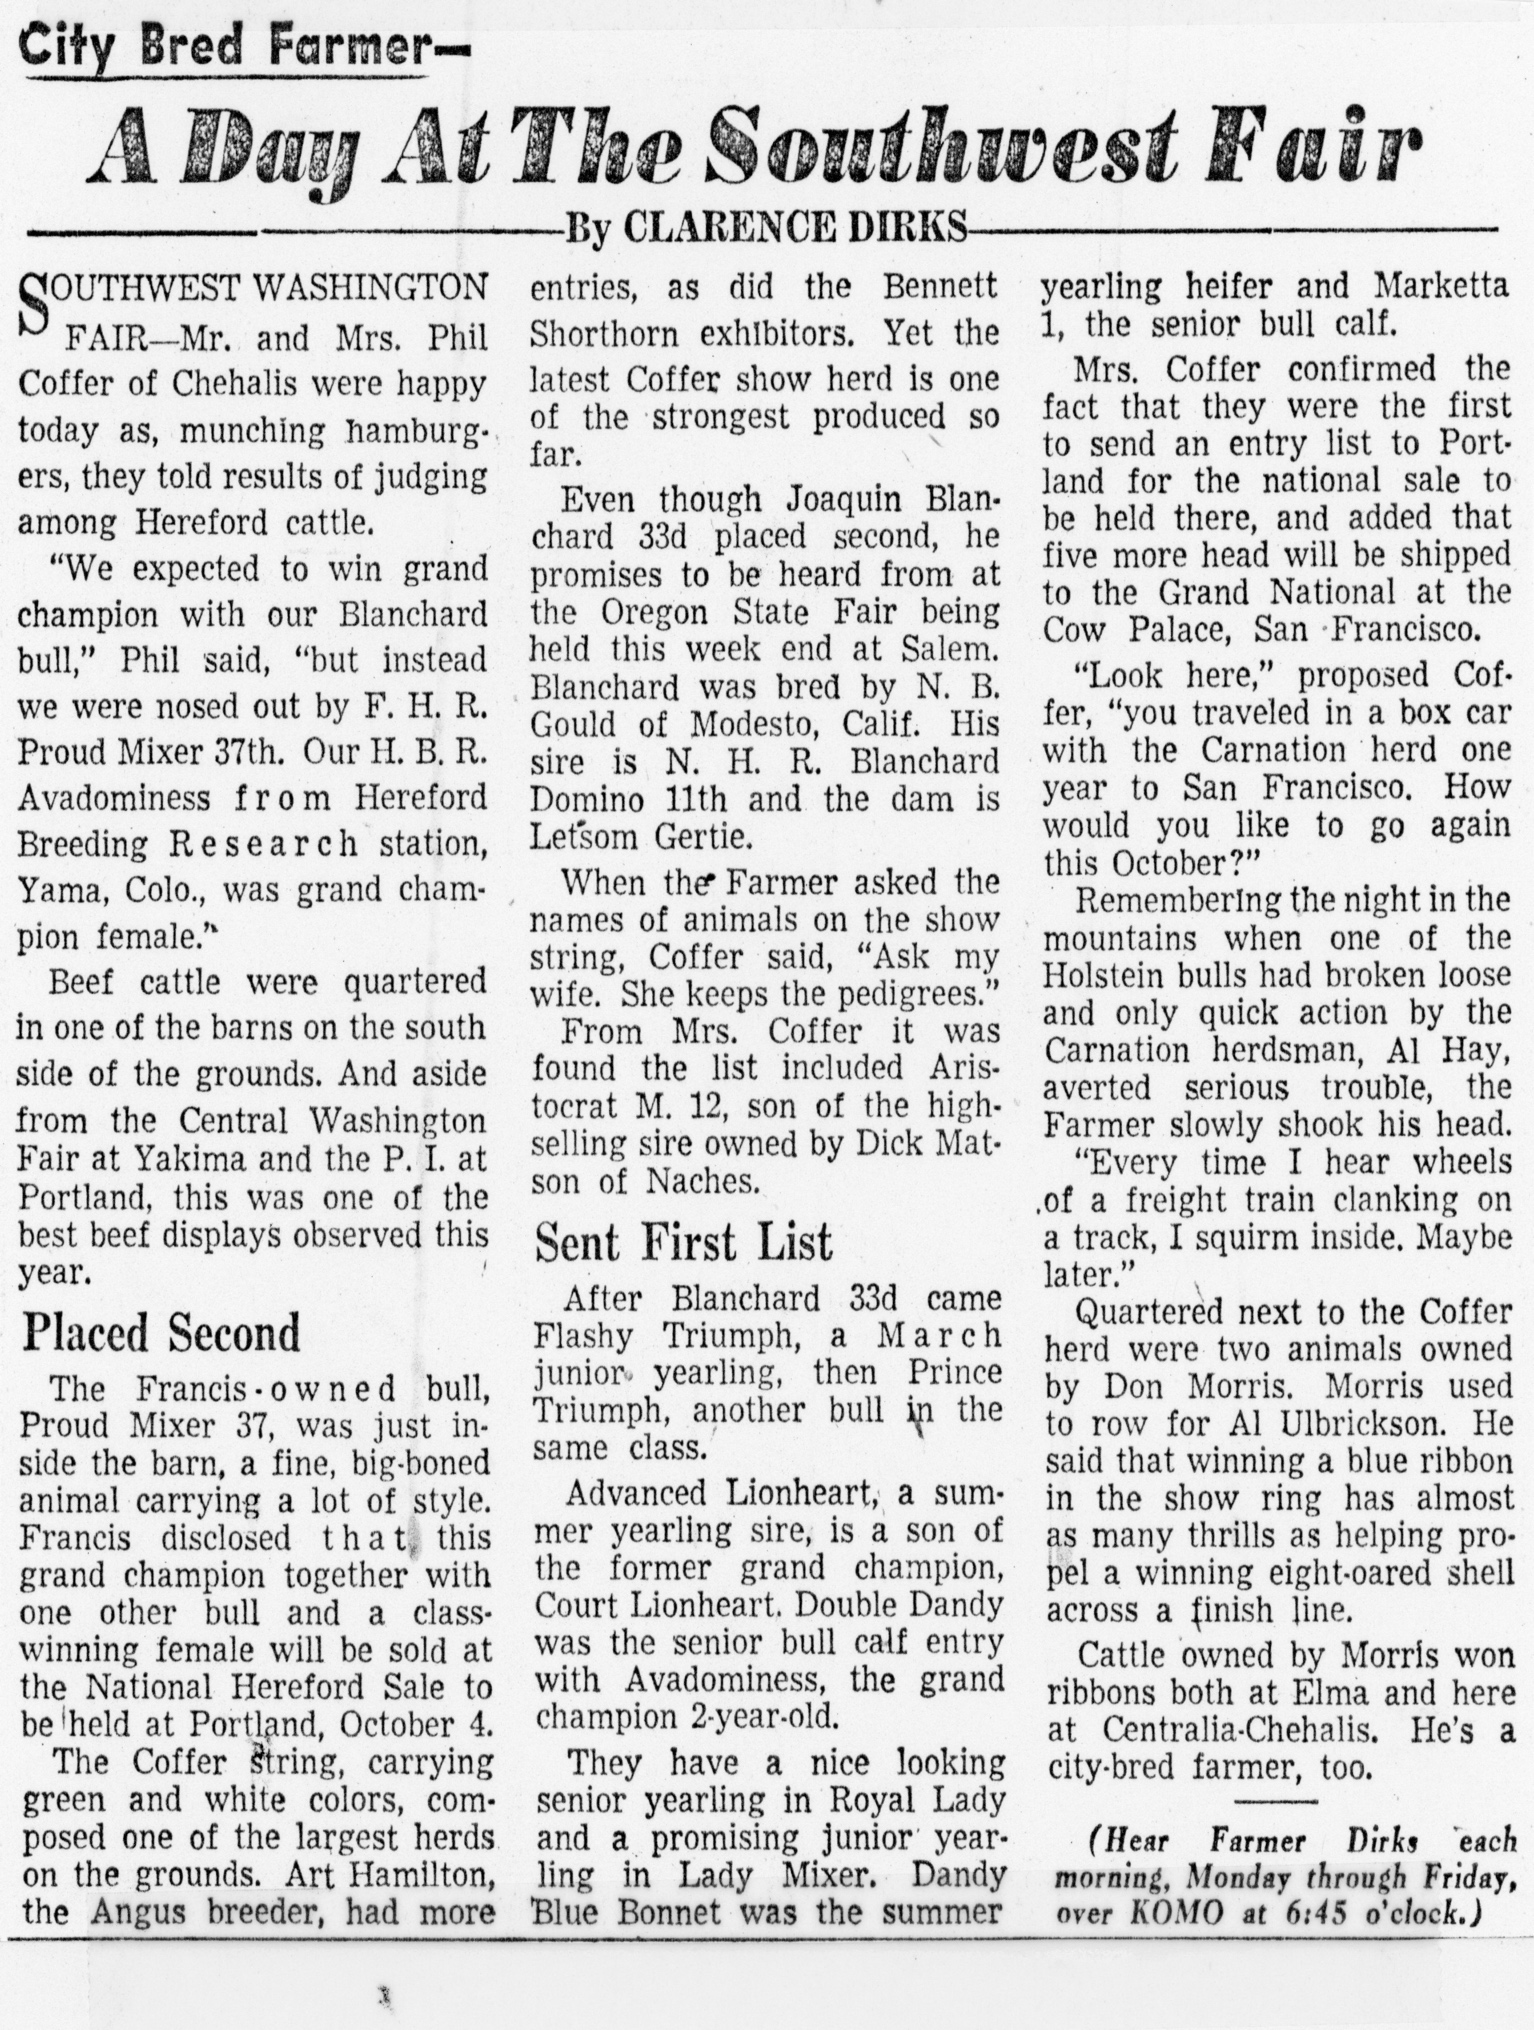 City Bred Farmer—
A Day At The Southwest Fair
By CLARENCE DIRKS
SOUTHWEST WASHINGTON
FAIR—Mr. and Mrs. Phil
Coffer of Chehalis were happy
today as, munching hamburg-
ers, they told results of judging
among Hereford cattle.
"We expected to win grand
champion with our Blanchard
bull," Phil said, "but instead
we were nosed out by F. H. R.
Proud Mixer 37th. Our H. B. R.
Avadominess from Hereford
Breeding Research station,
Yama, Colo., was grand cham-
pion female."
Beef cattle were quartered
in one of the barns on the south
side of the grounds. And aside
from the Central Washington
Fair at Yakima and the P. I. at
Portland, this was one of the
best beef displays observed this
year.
Placed Second
The Francis-owned bull,
Proud Mixer 37, was just in-
side the barn, a fine, big-boned
animal carrying a lot of style.
Francis disclosed that this
grand champion together with
one other bull and a class-
winning female will be sold at
the National Hereford Sale to
be held at Portland, October 4.
The Coffer string, carrying
green and white colors, com-
posed one of the largest herds
on the grounds. Art Hamilton,
the Angus breeder, had more
entries, as did the Bennett
Shorthorn exhibitors. Yet the
latest Coffer show herd is one
of the strongest produced so
far.
Even though Joaquin Blan-
chard 33d placed second, he
promises to be heard from at
the Oregon State Fair being
held this week end at Salem.
Blanchard was bred by N. B.
Gould of Modesto, Calif. His
sire is N. H. R. Blanchard
Domino 11th and the dam is
Letsom Gertie.
When the Farmer asked the
names of animals on the show
string, Coffer said, "Ask my
wife. She keeps the pedigrees."
From Mrs. Coffer it was
found the list included Aris-
tocrat M. 12, son of the high-
selling sire owned by Dick Mat-
son of Naches.
Sent First List
After Blanchard 33d came
Flashy Triumph, a March
junior yearling, then Prince
Triumph, another bull in the
same class.
Advanced Lionheart, a sum-
mer yearling sire, is a son of
the former grand champion,
Court Lionheart. Double Dandy
was the senior bull calf entry
with Avadominess, the grand
champion 2-year-old.
They have a nice looking
senior yearling in Royal Lady
and a promising junior year-
ling in Lady Mixer. Dandy
Blue Bonnet was the summer
yearling heifer and Marketta
1, the senior bull calf.
Mrs. Coffer confirmed the
fact that they were the first
to send an entry list to Port-
land for the national sale to
be held there, and added that
five more head will be shipped
to the Grand National at the
Cow Palace, San Francisco.
"Look here," proposed Cof-
fer, "you traveled in a box car
with the Carnation herd one
year to San Francisco. How
would you like to go again
this October?"
Remembering the night in the
mountains when one of the
Holstein bulls had broken loose
and only quick action by the
Carnation herdsman, Al Hay,
averted serious trouble, the
Farmer slowly shook his head.
"Every time I hear wheels
of a freight train clanking on
a track, I squirm inside. Maybe
later."
Quartered next to the Coffer
herd were two animals owned
by Don Morris. Morris used
to row for Al Ulbrickson. He
said that winning a blue ribbon
in the show ring has almost
as many thrills as helping pro-
pel a winning eight-oared shell
across a finish line.
Cattle owned by Morris won
ribbons both at Elma and here
at Centralia-Chehalis. He's a
city-bred farmer, too.
(Hear Farmer Dirks each
morning, Monday through Friday,
over KOMO at 6:45 o'clock.)